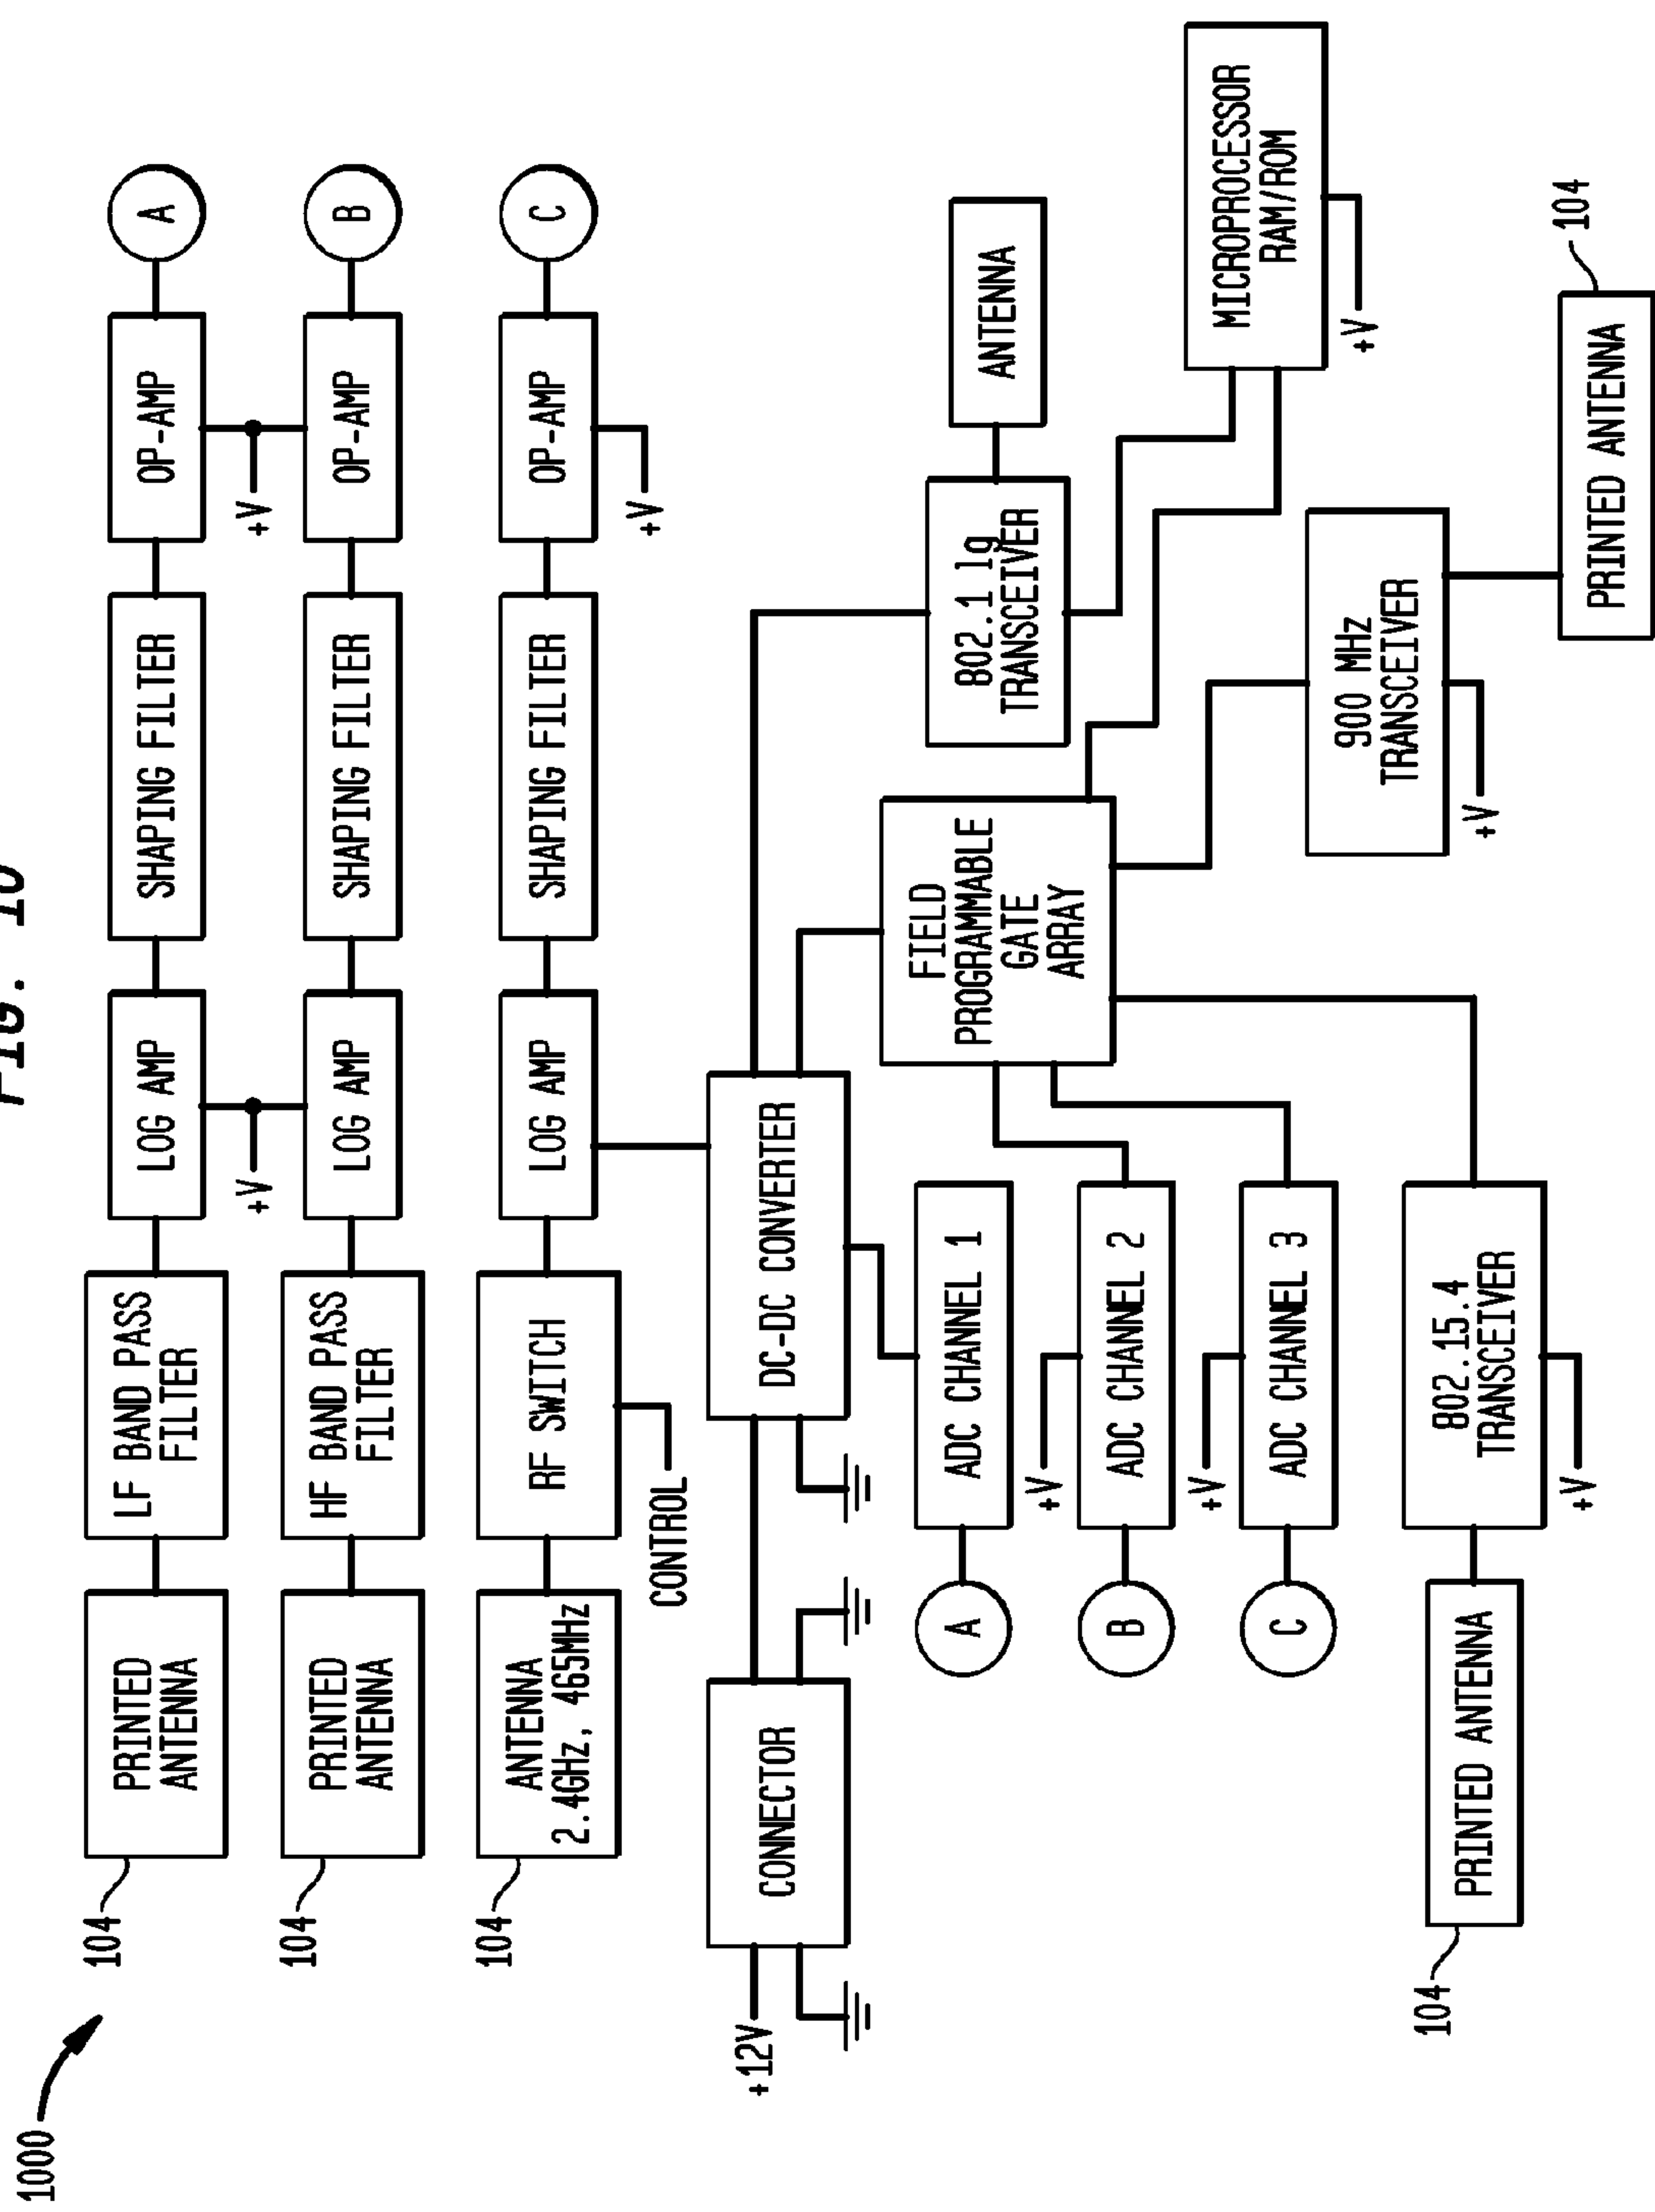 FIG. 10
1000
104
PRINTED
ANTENNA
LF BAND PASS
FILTER
LOG AMP
SHAPING FILTER
OP-AMP
A
+V
+V
104
PRINTED
ANTENNA
HF BAND PASS
FILTER
LOG AMP
SHAPING FILTER
OP-AMP
B
104
ANTENNA
2.4GHz, 465MHz
RF SWITCH
LOG AMP
SHAPING FILTER
OP-AMP
C
CONTROL
+V
+12V
CONNECTOR
DC-DC CONVERTER
802.1 1g
TRANSCEIVER
ANTENNA
FIELD
PROGRAMMABLE
GATE
ARRAY
A
ADC CHANNEL 1
+V
B
ADC CHANNEL 2
MICROPROCESSOR
RAM/ROM
+V
+V
C
ADC CHANNEL 3
900 MHz
TRANSCEIVER
+V
104
PRINTED ANTENNA
802.15.4
TRANSCEIVER
+V
PRINTED ANTENNA
104